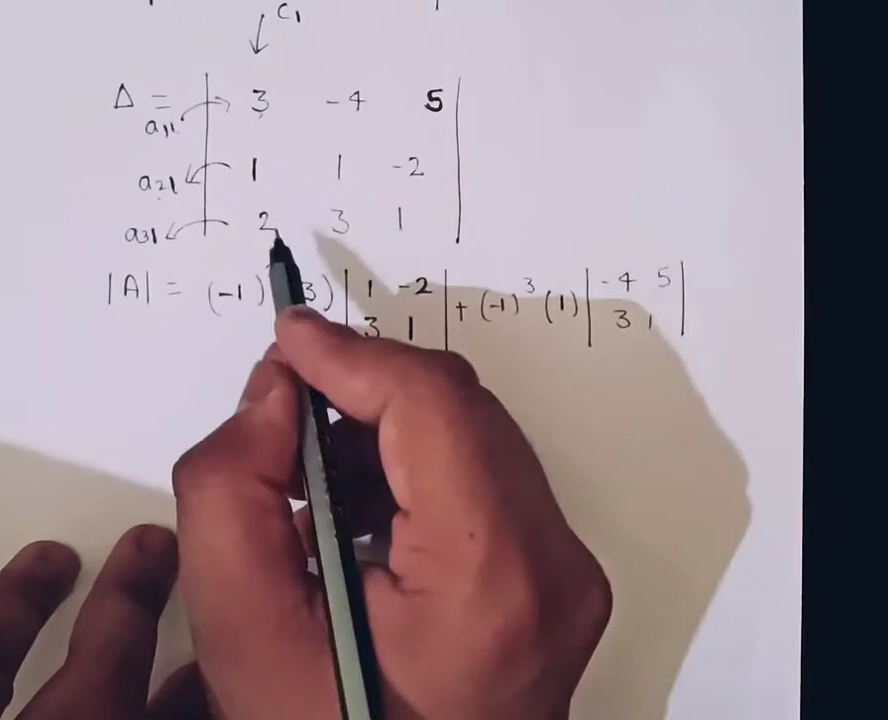 C1
Δ = 3 -4 5
a11
a21 1 1 -2
a31 2 3 1
|A| = (-1) 3) | 1 -2 | + (-1)^3 (1) | -4 5 |
3 1 3 1